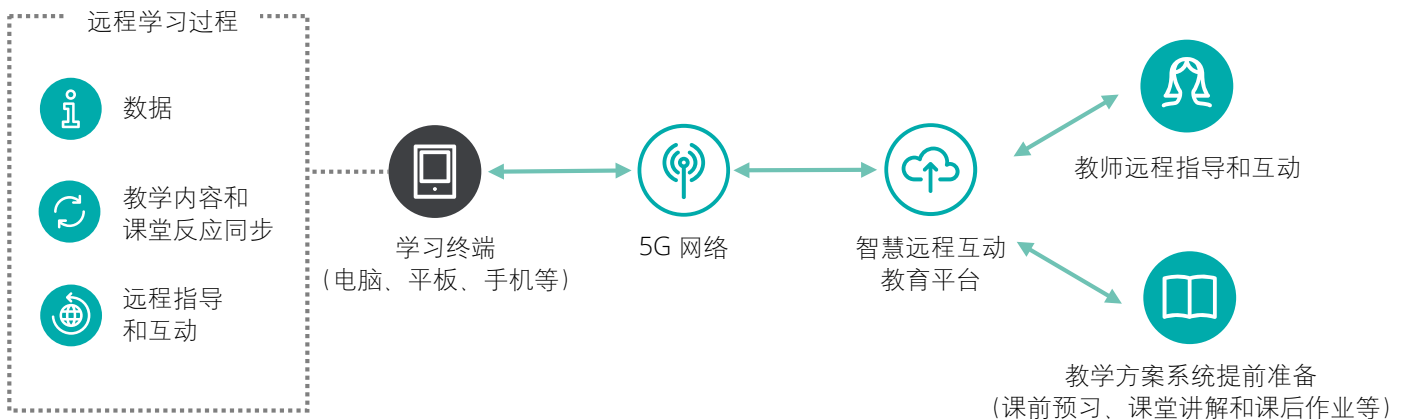 远程学习过程
数据
教学内容和
课堂反应同步
远程指导
和互动
学习终端
（电脑、平板、手机等）
5G 网络
智慧远程互动
教育平台
教师远程指导和互动
教学方案系统提前准备
（课前预习、课堂讲解和课后作业等）